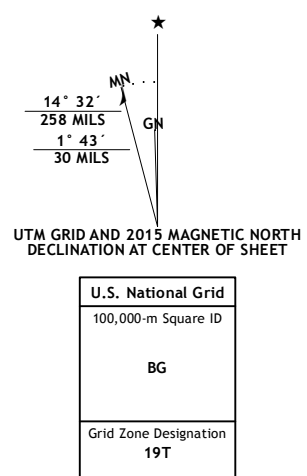 ★
MN
14° 32´
258 MILS
GN
1° 43´
30 MILS
UTM GRID AND 2015 MAGNETIC NORTH
DECLINATION AT CENTER OF SHEET
U.S. National Grid
100,000-m Square ID
BG
Grid Zone Designation
19T